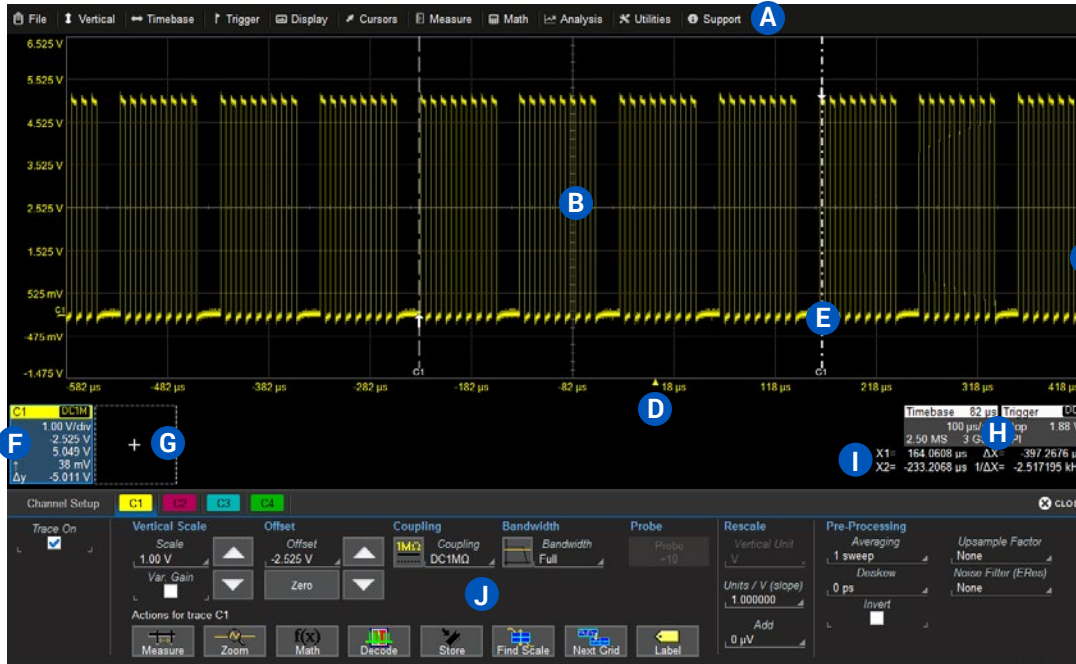 File Vertical Timebase Trigger Display Cursors Measure Math Analysis Utilities Support A
6.525 V
5.525 V
4.525 V
3.525 V
2.525 V
B
1.525 V
525 mV
C1
E
-475 mV
-1.475 V
C1 C1
-582 µs -482 µs -382 µs -282 µs -182 µs -82 µs 18 µs 118 µs 218 µs 318 µs 418 µs
D
C1 DC1M
1.00 V/div
-2.525 V
5.049 V
↑ 38 mV
Δy -5.011 V
F
+ G
Timebase 82 µs Trigger DC
100 µs/ 1.88 V
2.50 MS 3 G
H
I
X1= 164.0608 µs ΔX= -397.2676 µ
X2= -233.2068 µs 1/ΔX= -2.517195 kH
Channel Setup C1 C2 C3 C4 CLO
Trace On
Vertical Scale Offset Coupling Bandwidth Probe Rescale Pre-Processing
Scale
1.00 V
Var. Gain
Offset
-2.525 V
Zero
1MΩ Coupling
DC1MΩ
Bandwidth
Full
Probe
÷10
Vertical Unit
V
Units / V (slope)
1.000000
Add
0 µV
Averaging
1 sweep
Deskew
0 ps
Invert
Upsample Factor
None
Noise Filter (ERes)
None
J
Actions for trace C1
Measure Zoom f(x) Math Decode Store Find Scale Next Grid Label